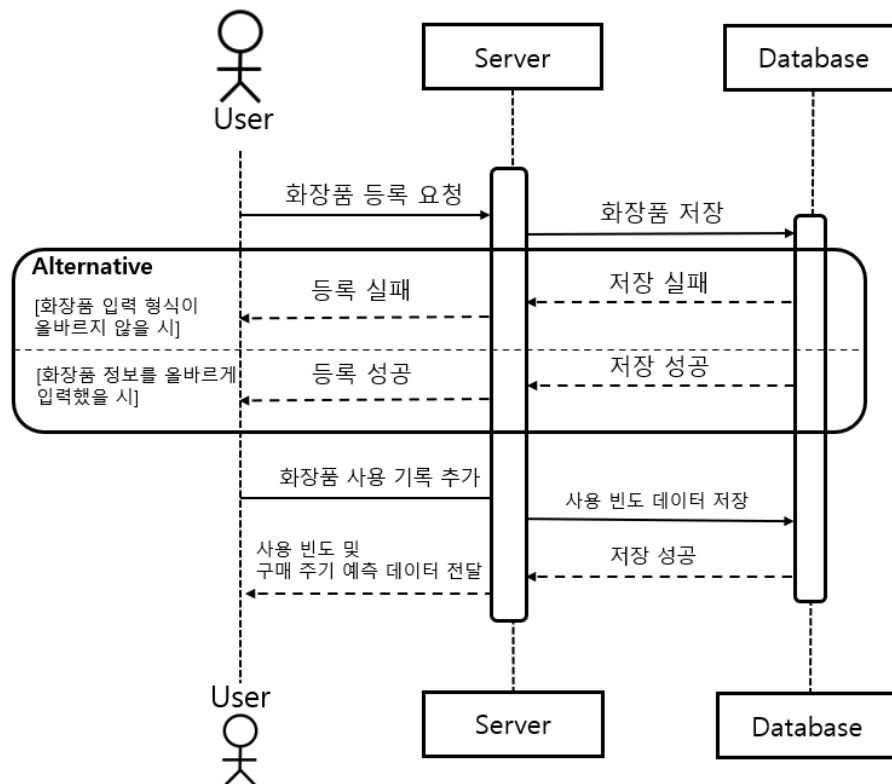 User
Server
Database
화장품 등록 요청
화장품 저장
Alternative
[화장품 입력 형식이
올바르지 않을 시]
등록 실패
저장 실패
[화장품 정보를 올바르게
입력했을 시]
등록 성공
저장 성공
화장품 사용 기록 추가
사용 빈도 데이터 저장
사용 빈도 및
구매 주기 예측 데이터 전달
저장 성공
User
Server
Database